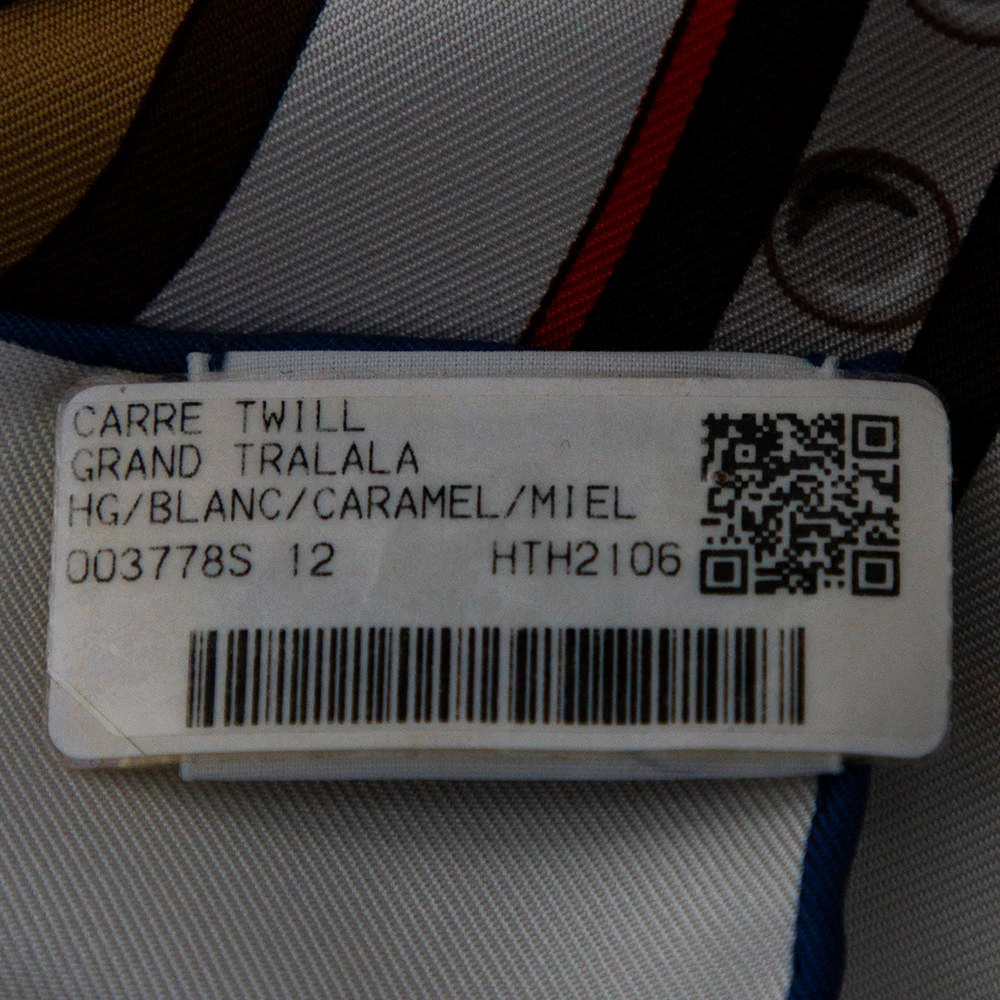 CARRE TWILL
GRAND TRALALA
HG/BLANC/CARAMEL/MIEL
003778S 12 HTH2106